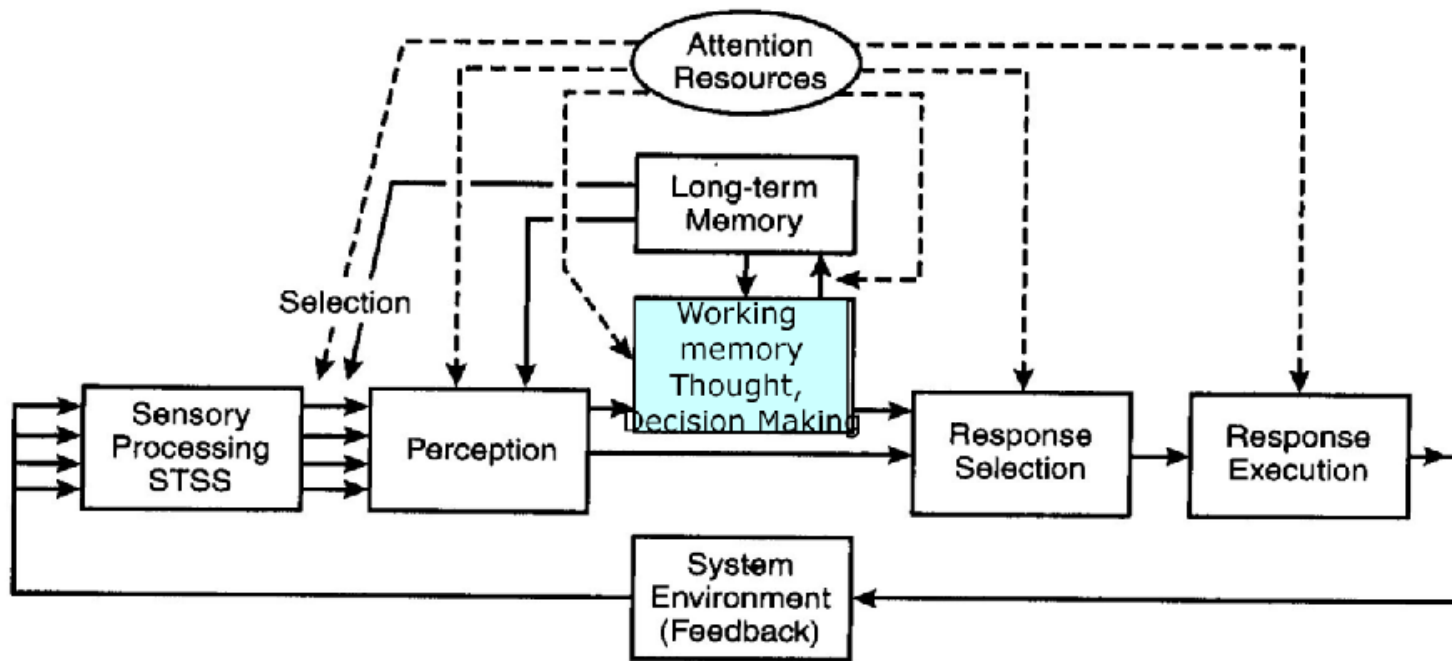 Attention
Resources
Long-term
Memory
Selection
Working
memory
Thought,
Decision Making
Sensory
Processing
STSS
Perception
Response
Selection
Response
Execution
System
Environment
(Feedback)